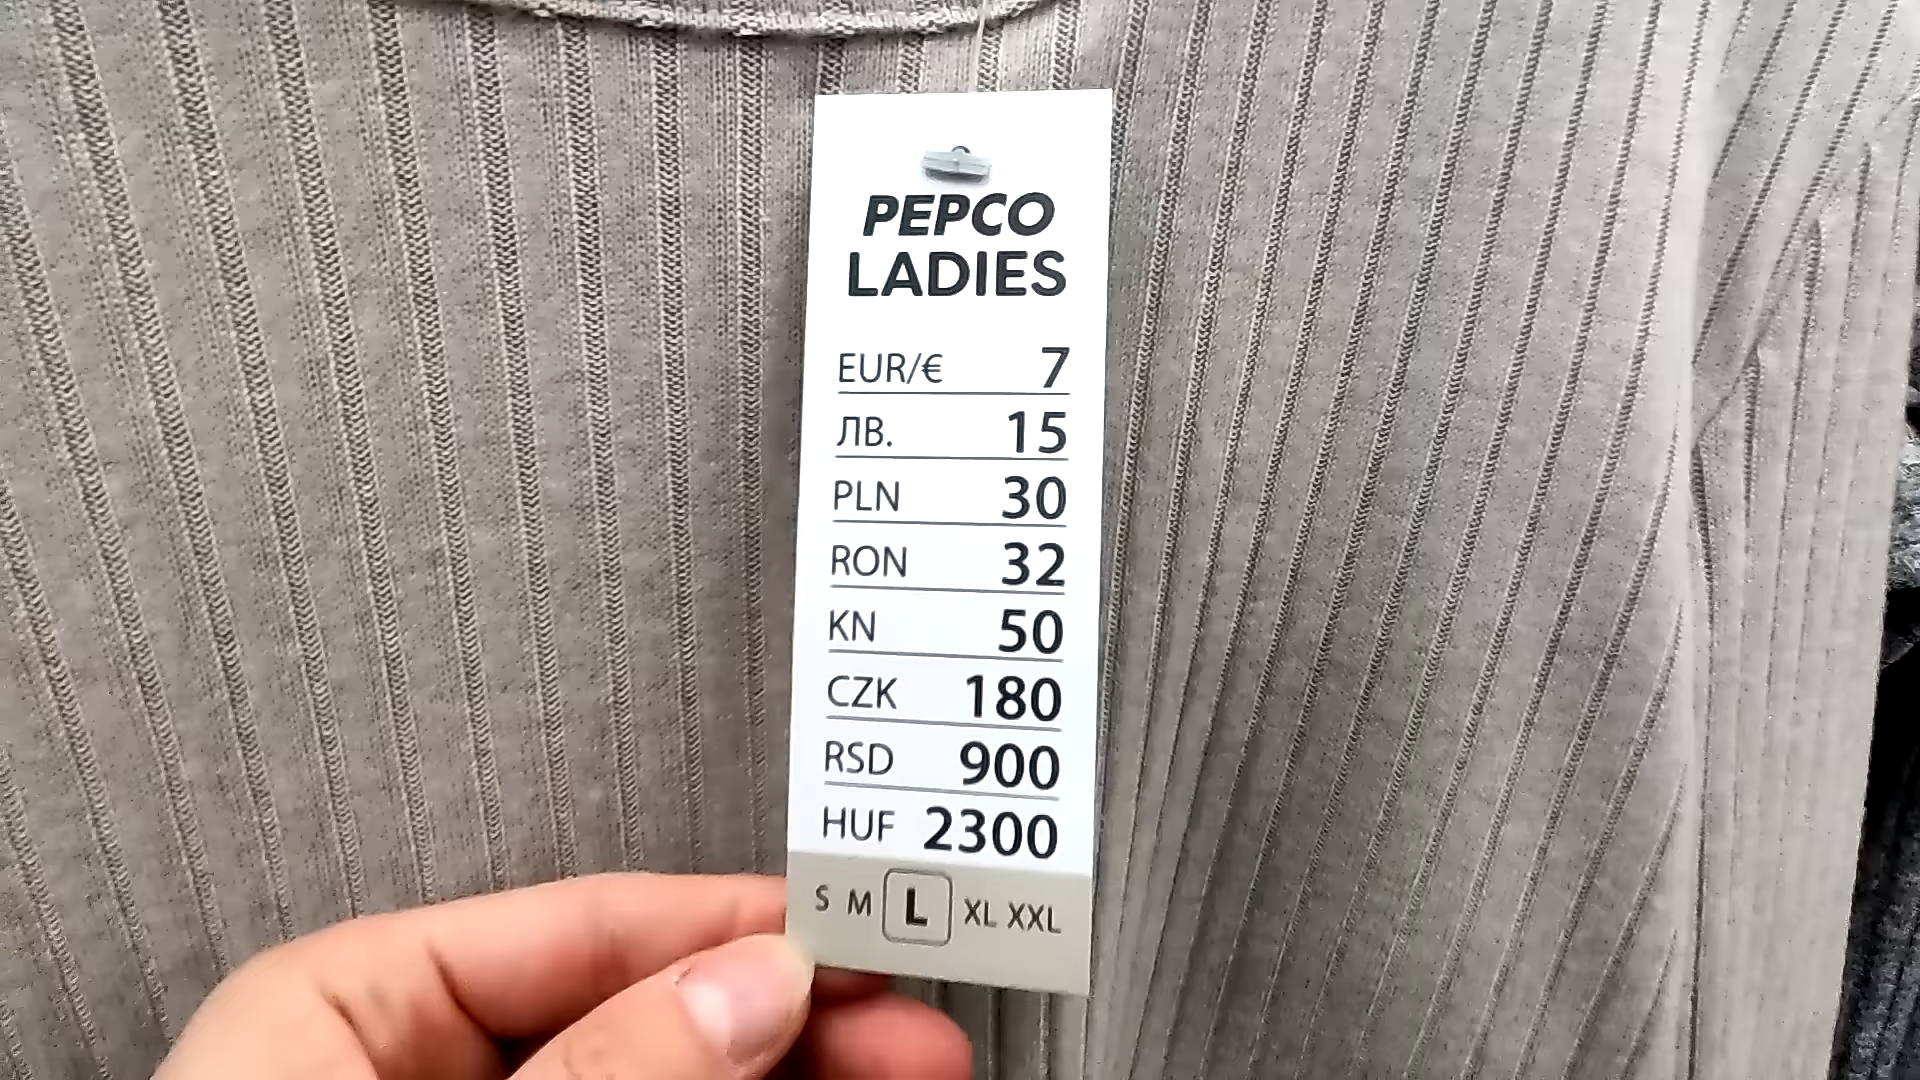 PEPCO
LADIES
EUR/€ 7
ЛВ. 15
PLN 30
RON 32
KN 50
CZK 180
RSD 900
HUF 2300
S M L XL XXL